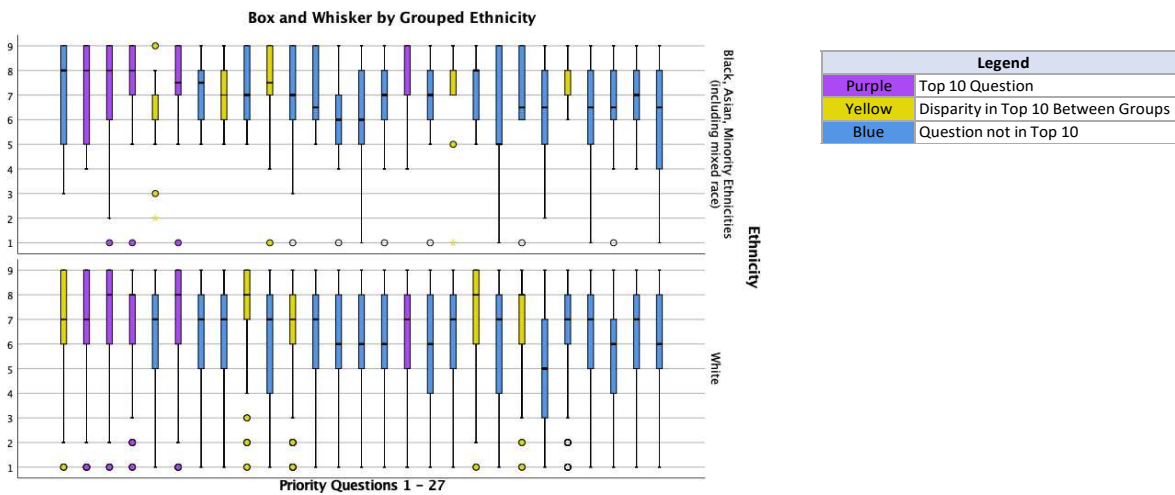 Box and Whisker by Grouped Ethnicity
9
8
7
6
5
4
3
2
1
Black, Asian, Minority Ethnicities
(including mixed race)
9
8
7
6
5
4
3
2
1
White
Ethnicity
Priority Questions 1 – 27
Legend
Purple Top 10 Question
Yellow Disparity in Top 10 Between Groups
Blue Question not in Top 10